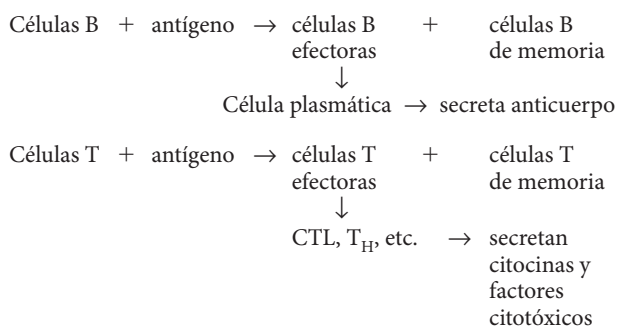 Células B + antígeno → células B + células B
efectoras de memoria
↓
Célula plasmática → secreta anticuerpo
Células T + antígeno → células T + células T
efectoras de memoria
↓
CTL, T_H, etc. → secretan
citocinas y
factores
citotóxicos